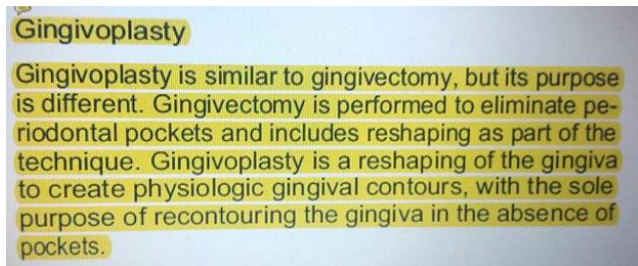 Gingivoplasty
Gingivoplasty is similar to gingivectomy, but its purpose
is different. Gingivectomy is performed to eliminate pe-
riodontal pockets and includes reshaping as part of the
technique. Gingivoplasty is a reshaping of the gingiva
to create physiologic gingival contours, with the sole
purpose of recontouring the gingiva in the absence of
pockets.